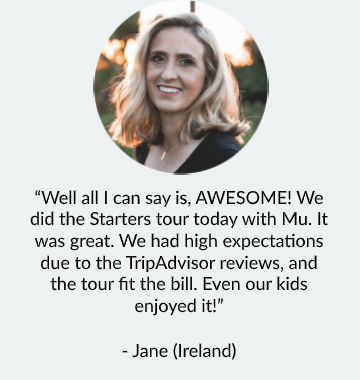 “Well all I can say is, AWESOME! We
did the Starters tour today with Mu. It
was great. We had high expectations
due to the TripAdvisor reviews, and
the tour fit the bill. Even our kids
enjoyed it!”
- Jane (Ireland)